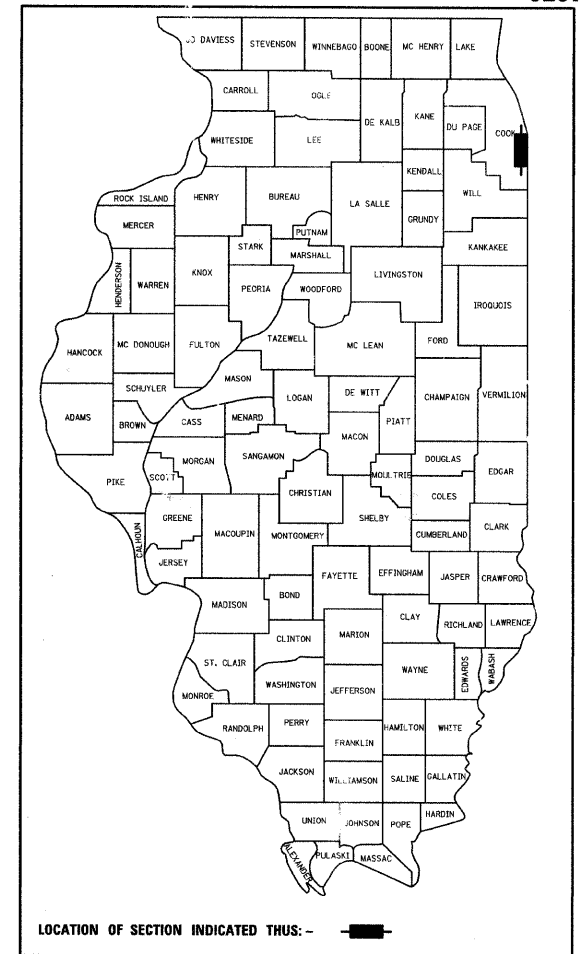 JO DAVIESS STEVENSON WINNEBAGO BOONE MC HENRY LAKE
CARROLL OGLE DE KALB KANE DU PAGE COOK
WHITESIDE LEE KENDALL WILL
ROCK ISLAND HENRY BUREAU LA SALLE GRUNDY
MERCER PUTNAM KANKAKEE
STARK MARSHALL
HENDERSON WARREN KNOX PEORIA WOODFORD LIVINGSTON IROQUOIS
HANCOCK MC DONOUGH FULTON TAZEWELL MC LEAN FORD
SCHUYLER MASON LOGAN DE WITT CHAMPAIGN VERMILION
ADAMS BROWN CASS MENARD MACON PIATT
MORGAN SANGAMON DOUGLAS EDGAR
PIKE SCOTT CHRISTIAN MOULTRIE COLES
GREENE MACOUPIN MONTGOMERY SHELBY CUMBERLAND CLARK
CALHOUN JERSEY FAYETTE EFFINGHAM JASPER CRAWFORD
MADISON BOND CLAY RICHLAND LAWRENCE
CLINTON MARION
ST. CLAIR WASHINGTON JEFFERSON WAYNE EDWARDS WABASH
MONROE RANDOLPH PERRY FRANKLIN HAMILTON WHITE
JACKSON WILLIAMSON SALINE GALLATIN
UNION JOHNSON POPE HARDIN
ALEXANDER PULASKI MASSAC
LOCATION OF SECTION INDICATED THUS: -